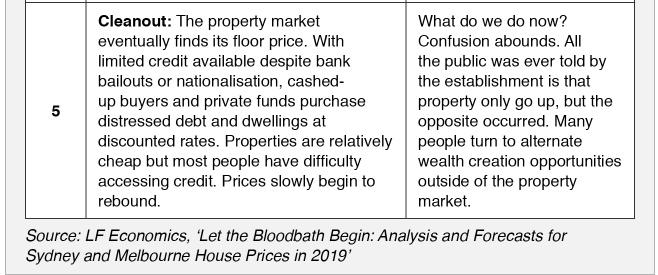 5
Cleanout: The property market
eventually finds its floor price. With
limited credit available despite bank
bailouts or nationalisation, cashed-
up buyers and private funds purchase
distressed debt and dwellings at
discounted rates. Properties are relatively
cheap but most people have difficulty
accessing credit. Prices slowly begin to
rebound.
What do we do now?
Confusion abounds. All
the public was ever told by
the establishment is that
property only go up, but the
opposite occurred. Many
people turn to alternate
wealth creation opportunities
outside of the property
market.
Source: LF Economics, ‘Let the Bloodbath Begin: Analysis and Forecasts for
Sydney and Melbourne House Prices in 2019’